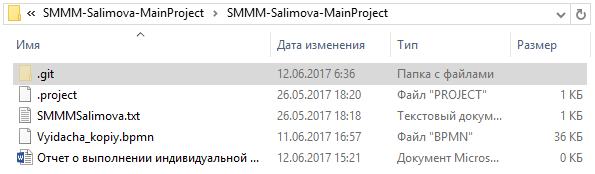 « SMMM-Salimova-MainProject › SMMM-Salimova-MainProject
Имя Дата изменения Тип Размер
.git 12.06.2017 6:36 Папка с файлами
.project 26.05.2017 18:20 Файл "PROJECT" 1 КБ
SMMMSalimova.txt 26.05.2017 18:18 Текстовый докум... 1 КБ
Vyidacha_kopiy.bpmn 11.06.2017 16:57 Файл "BPMN" 36 КБ
Отчет о выполнении индивидуальной ... 12.06.2017 15:21 Документ Micros... 0 КБ